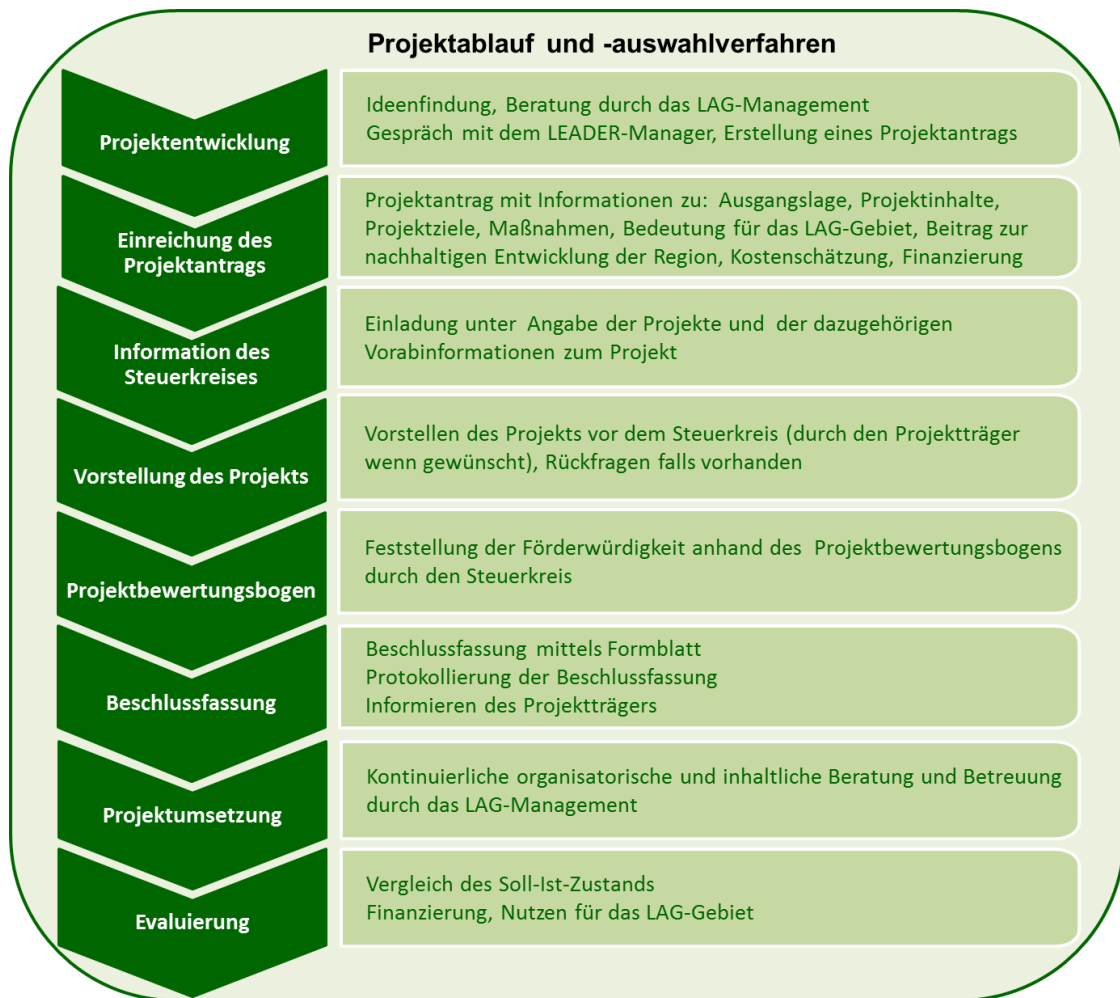 Projektablauf und -auswahlverfahren
Projektentwicklung
Ideenfindung, Beratung durch das LAG-Management
Gespräch mit dem LEADER-Manager, Erstellung eines Projektantrags
Einreichung des
Projektantrags
Projektantrag mit Informationen zu: Ausgangslage, Projektinhalte,
Projektziele, Maßnahmen, Bedeutung für das LAG-Gebiet, Beitrag zur
nachhaltigen Entwicklung der Region, Kostenschätzung, Finanzierung
Information des
Steuerkreises
Einladung unter Angabe der Projekte und der dazugehörigen
Vorabinformationen zum Projekt
Vorstellung des Projekts
Vorstellen des Projekts vor dem Steuerkreis (durch den Projektträger
wenn gewünscht), Rückfragen falls vorhanden
Projektbewertungsbogen
Feststellung der Förderwürdigkeit anhand des Projektbewertungsbogens
durch den Steuerkreis
Beschlussfassung
Beschlussfassung mittels Formblatt
Protokollierung der Beschlussfassung
Informieren des Projektträgers
Projektumsetzung
Kontinuierliche organisatorische und inhaltliche Beratung und Betreuung
durch das LAG-Management
Evaluierung
Vergleich des Soll-Ist-Zustands
Finanzierung, Nutzen für das LAG-Gebiet